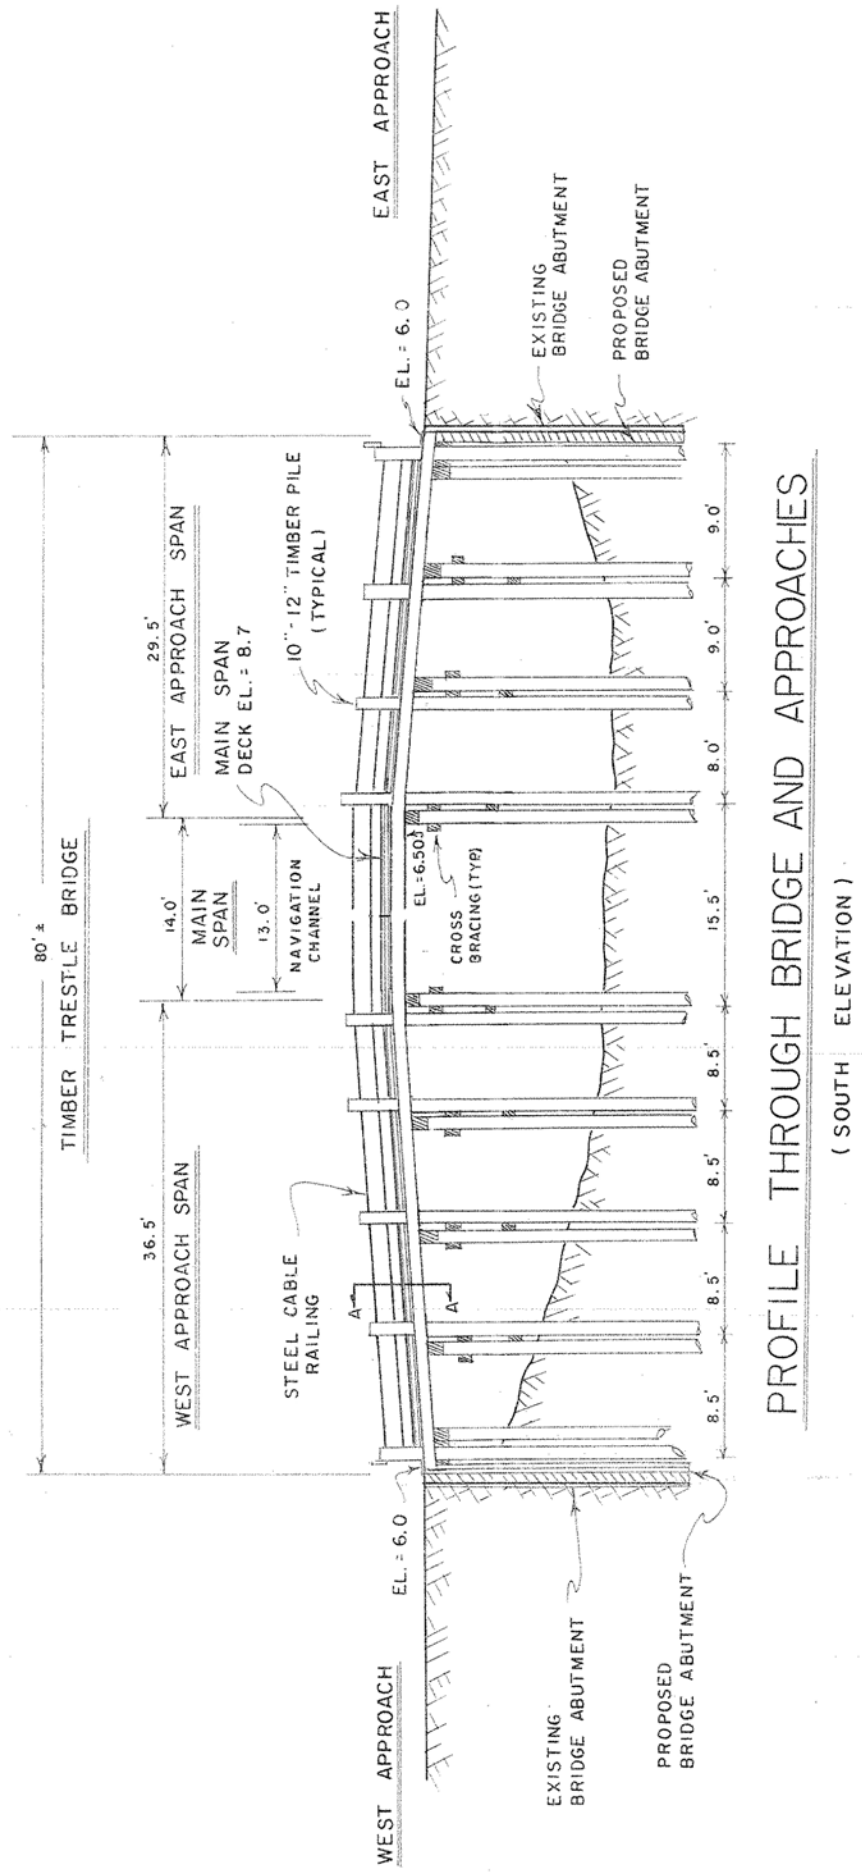 80' ±
TIMBER TRESTLE BRIDGE
36.5'
WEST APPROACH SPAN
14.0'
MAIN
SPAN
13.0'
NAVIGATION
CHANNEL
29.5'
EAST APPROACH SPAN
MAIN SPAN
DECK EL. = 8.7
10"-12" TIMBER PILE
(TYPICAL)
STEEL CABLE
RAILING
A
A
WEST APPROACH
EL. = 6.0
EL. = 6.0
EAST APPROACH
EL. = 6.50
CROSS
BRACING (TYP)
EXISTING
BRIDGE ABUTMENT
PROPOSED
BRIDGE ABUTMENT
EXISTING
BRIDGE ABUTMENT
PROPOSED
BRIDGE ABUTMENT
8.5' 8.5' 8.5' 8.5' 15.5' 8.0' 9.0' 9.0'
PROFILE THROUGH BRIDGE AND APPROACHES
( SOUTH ELEVATION )